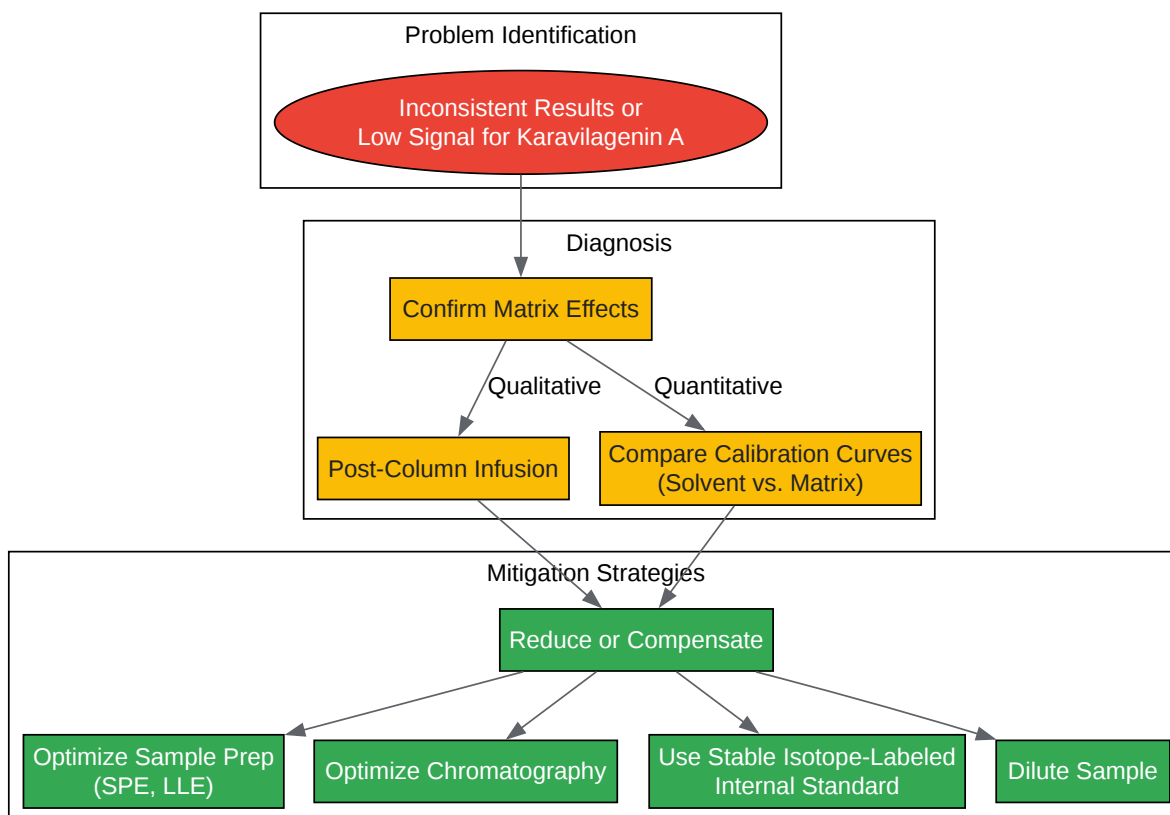 Problem Identification
Inconsistent Results or
Low Signal for Karavilagenin A
Diagnosis
Confirm Matrix Effects
Qualitative
Quantitative
Post-Column Infusion
Compare Calibration Curves
(Solvent vs. Matrix)
Mitigation Strategies
Reduce or Compensate
Optimize Sample Prep
(SPE, LLE)
Optimize Chromatography
Use Stable Isotope-Labeled
Internal Standard
Dilute Sample